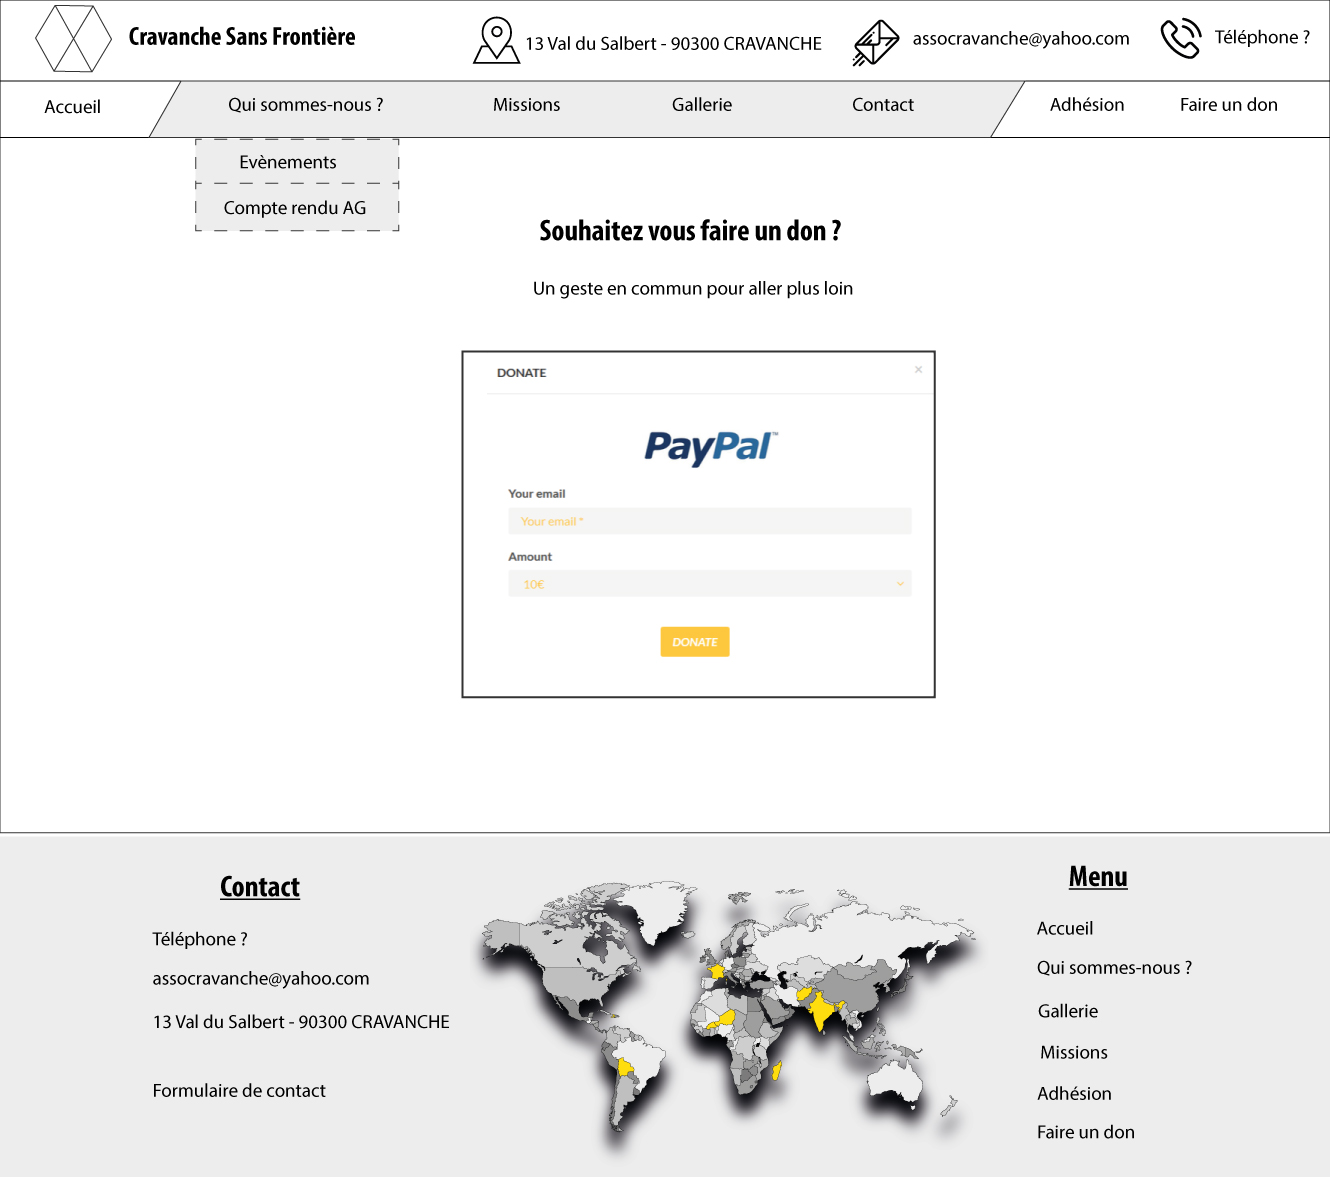 Cravanche Sans Frontière
13 Val du Salbert - 90300 CRAVANCHE
assocravanche@yahoo.com
Téléphone ?
Accueil
Qui sommes-nous ?
Missions
Gallerie
Contact
Adhésion
Faire un don
Evènements
Compte rendu AG
Souhaitez vous faire un don ?
Un geste en commun pour aller plus loin
DONATE
×
PayPal™
Your email
Your email *
Amount
10€
DONATE
Contact
Téléphone ?
assocravanche@yahoo.com
13 Val du Salbert - 90300 CRAVANCHE
Formulaire de contact
Menu
Accueil
Qui sommes-nous ?
Gallerie
Missions
Adhésion
Faire un don